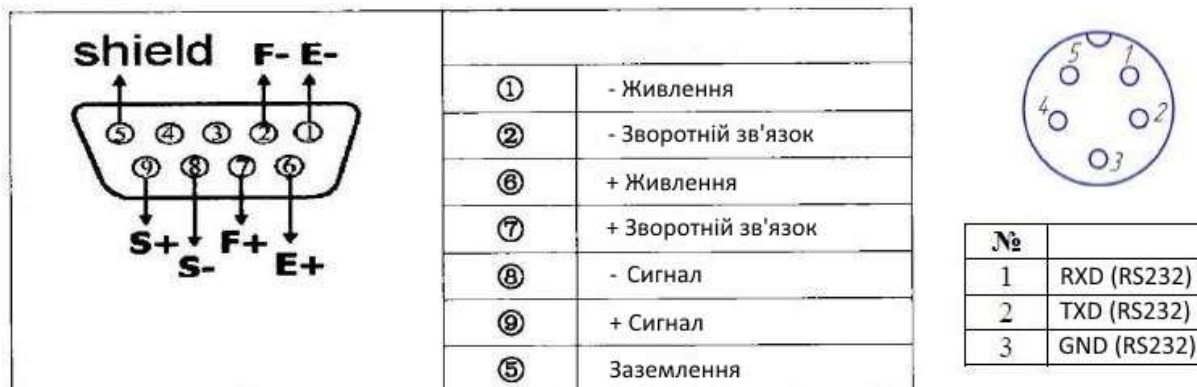 shield F- E-
⑤ ④ ③ ② ①
⑨ ⑧ ⑦ ⑥
S+ S- F+ E+
① - Живлення
② - Зворотній зв'язок
⑥ + Живлення
⑦ + Зворотній зв'язок
⑧ - Сигнал
⑨ + Сигнал
⑤ Заземлення
5 1
4 2
3
№
1 RXD (RS232)
2 TXD (RS232)
3 GND (RS232)